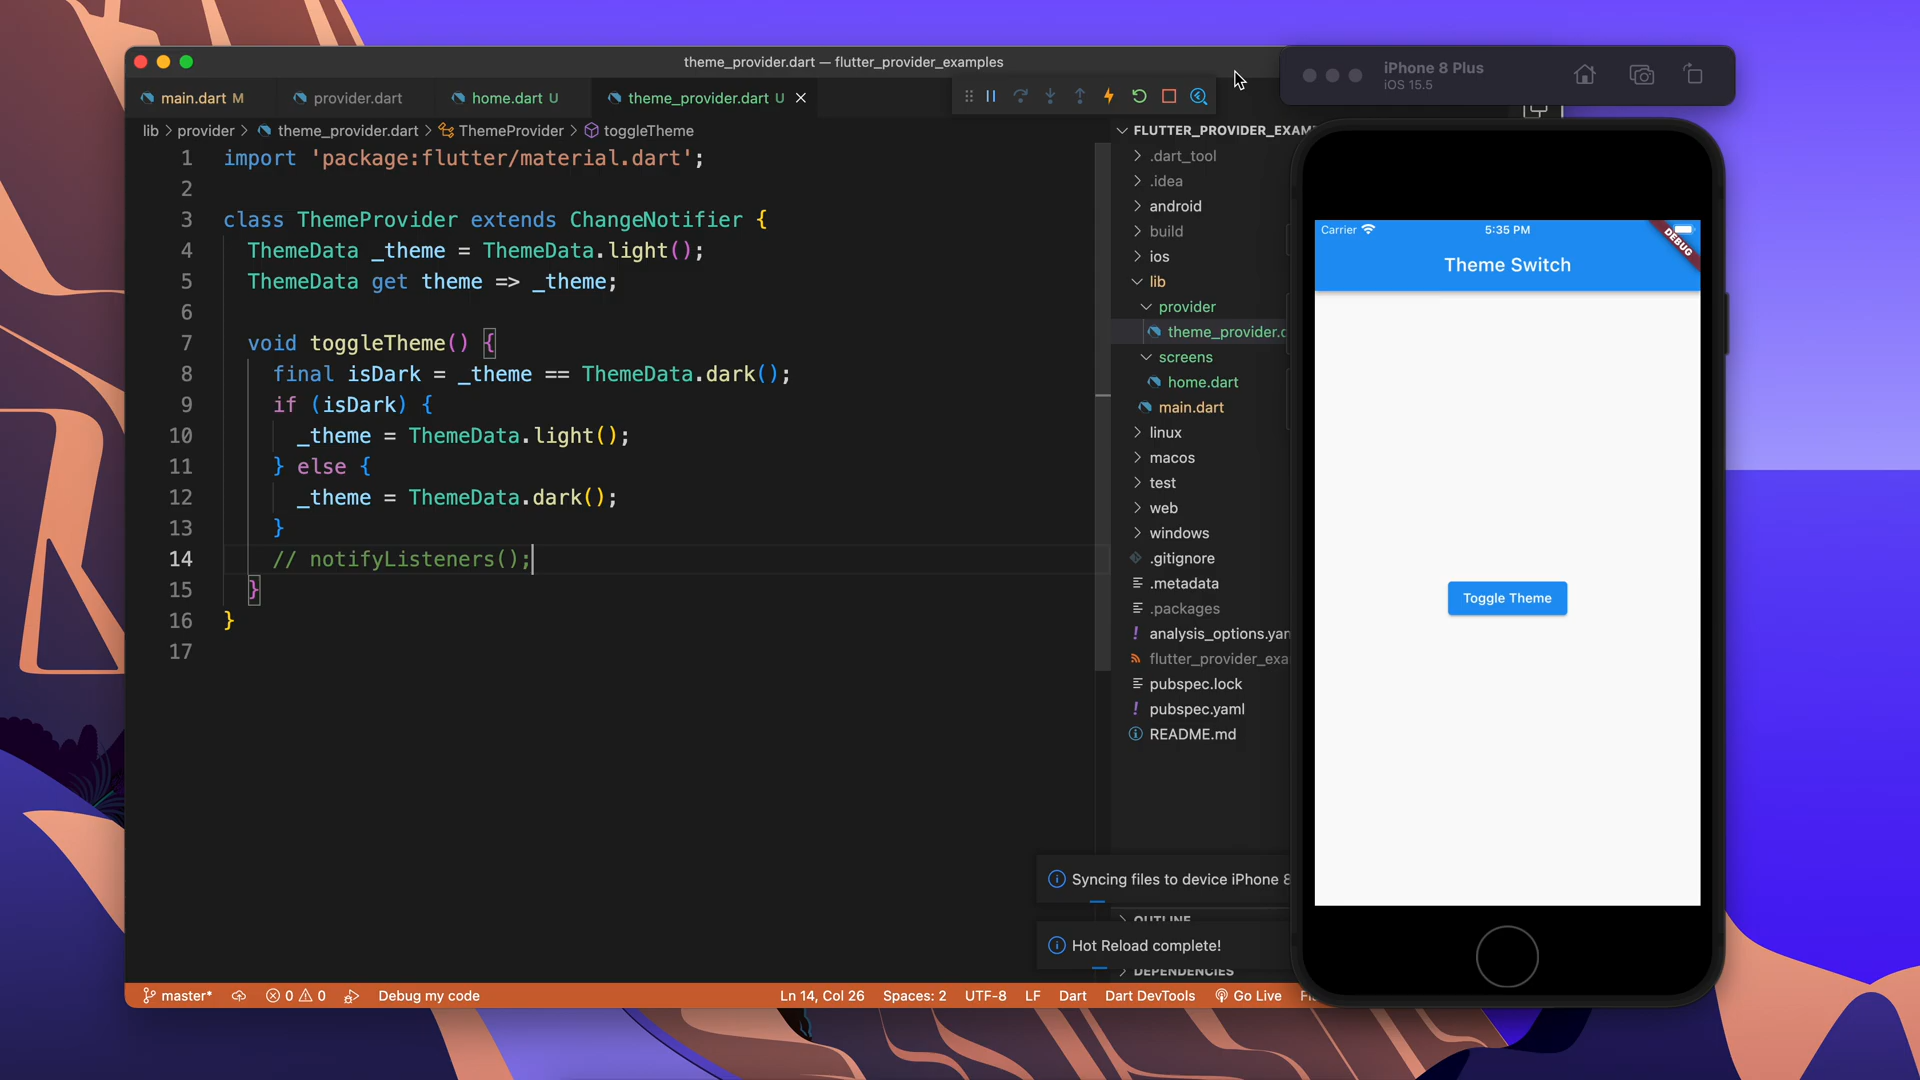 theme_provider.dart — flutter_provider_examples
main.dart M
provider.dart
home.dart U
theme_provider.dart U
lib > provider > theme_provider.dart > ThemeProvider > toggleTheme
1 import 'package:flutter/material.dart';
2
3 class ThemeProvider extends ChangeNotifier {
4 ThemeData _theme = ThemeData.light();
5 ThemeData get theme => _theme;
6
7 void toggleTheme() {
8 final isDark = _theme == ThemeData.dark();
9 if (isDark) {
10 _theme = ThemeData.light();
11 } else {
12 _theme = ThemeData.dark();
13 }
14 // notifyListeners();
15 }
16 }
17
FLUTTER_PROVIDER_EXAM
.dart_tool
.idea
android
build
ios
lib
provider
theme_provider.d
screens
home.dart
main.dart
linux
macos
test
web
windows
.gitignore
.metadata
.packages
analysis_options.yam
flutter_provider_exa
pubspec.lock
pubspec.yaml
README.md
Syncing files to device iPhone 8
OUTLINE
Hot Reload complete!
DEPENDENCIES
master*
0 0
Debug my code
Ln 14, Col 26
Spaces: 2
UTF-8
LF
Dart
Dart DevTools
Go Live
iPhone 8 Plus
iOS 15.5
Carrier
5:35 PM
DEBUG
Theme Switch
Toggle Theme